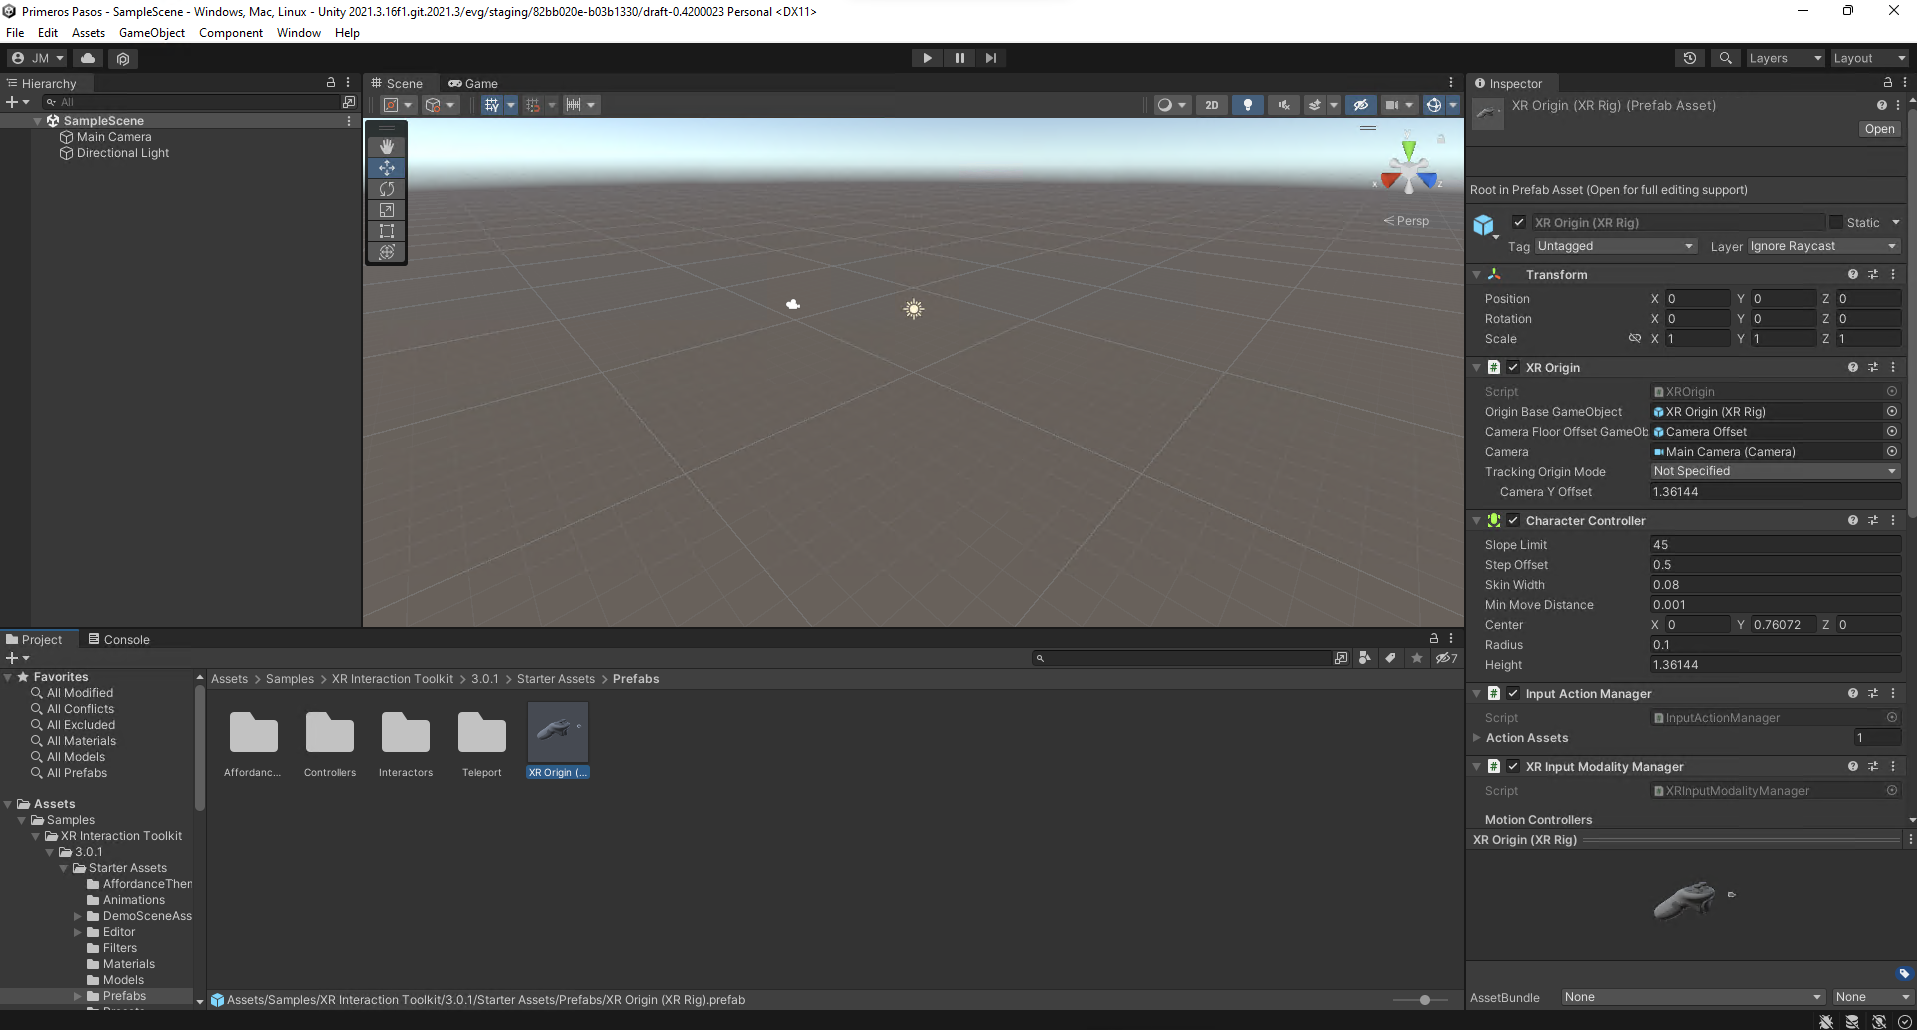 Primeros Pasos - SampleScene - Windows, Mac, Linux - Unity 2021.3.16f1.git.2021.3/evg/staging/82bb020e-b03b1330/draft-0.4200023 Personal <DX11>
File Edit Assets GameObject Component Window Help
JM
Layers
Layout
Hierarchy
All
SampleScene
Main Camera
Directional Light
Scene
Game
2D
y
x
z
Persp
Project
Console
7
Favorites
All Modified
All Conflicts
All Excluded
All Materials
All Models
All Prefabs
Assets
Samples
XR Interaction Toolkit
3.0.1
Starter Assets
AffordanceThen
Animations
DemoSceneAss
Editor
Filters
Materials
Models
Prefabs
Presets
Assets > Samples > XR Interaction Toolkit > 3.0.1 > Starter Assets > Prefabs
Affordanc...
Controllers
Interactors
Teleport
XR Origin (...
Assets/Samples/XR Interaction Toolkit/3.0.1/Starter Assets/Prefabs/XR Origin (XR Rig).prefab
Inspector
XR Origin (XR Rig) (Prefab Asset)
Open
Root in Prefab Asset (Open for full editing support)
XR Origin (XR Rig)
Static
Tag Untagged
Layer Ignore Raycast
Transform
Position X 0 Y 0 Z 0
Rotation X 0 Y 0 Z 0
Scale X 1 Y 1 Z 1
XR Origin
Script XROrigin
Origin Base GameObject XR Origin (XR Rig)
Camera Floor Offset GameOb Camera Offset
Camera Main Camera (Camera)
Tracking Origin Mode Not Specified
Camera Y Offset 1.36144
Character Controller
Slope Limit 45
Step Offset 0.5
Skin Width 0.08
Min Move Distance 0.001
Center X 0 Y 0.76072 Z 0
Radius 0.1
Height 1.36144
Input Action Manager
Script InputActionManager
Action Assets 1
XR Input Modality Manager
Script XRInputModalityManager
Motion Controllers
XR Origin (XR Rig)
AssetBundle None None